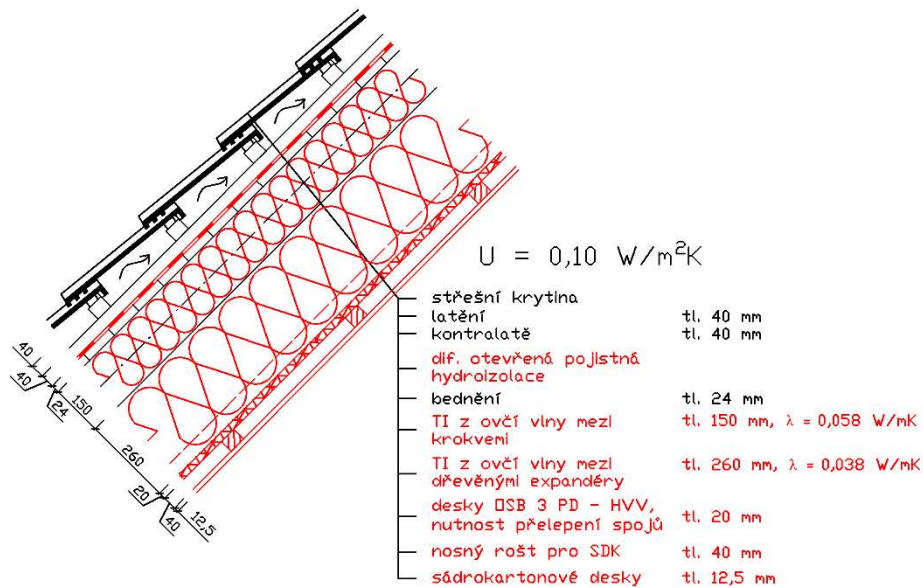 U = 0,10 W/m²K
střešní krytina
latění tl. 40 mm
kontralatě tl. 40 mm
dif. otevřená pojistná
hydroizolace
bednění tl. 24 mm
TI z ovčí vlny mezi tl. 150 mm, λ = 0,058 W/mK
krokvemi
TI z ovčí vlny mezi tl. 260 mm, λ = 0,038 W/mK
dřevěnými expandéry
desky OSB 3 PD - HVV,
nutnost přelepení spojů tl. 20 mm
nosný rošt pro SDK tl. 40 mm
sádrokartonové desky tl. 12,5 mm
40
40
24
150
260
20
40
12,5